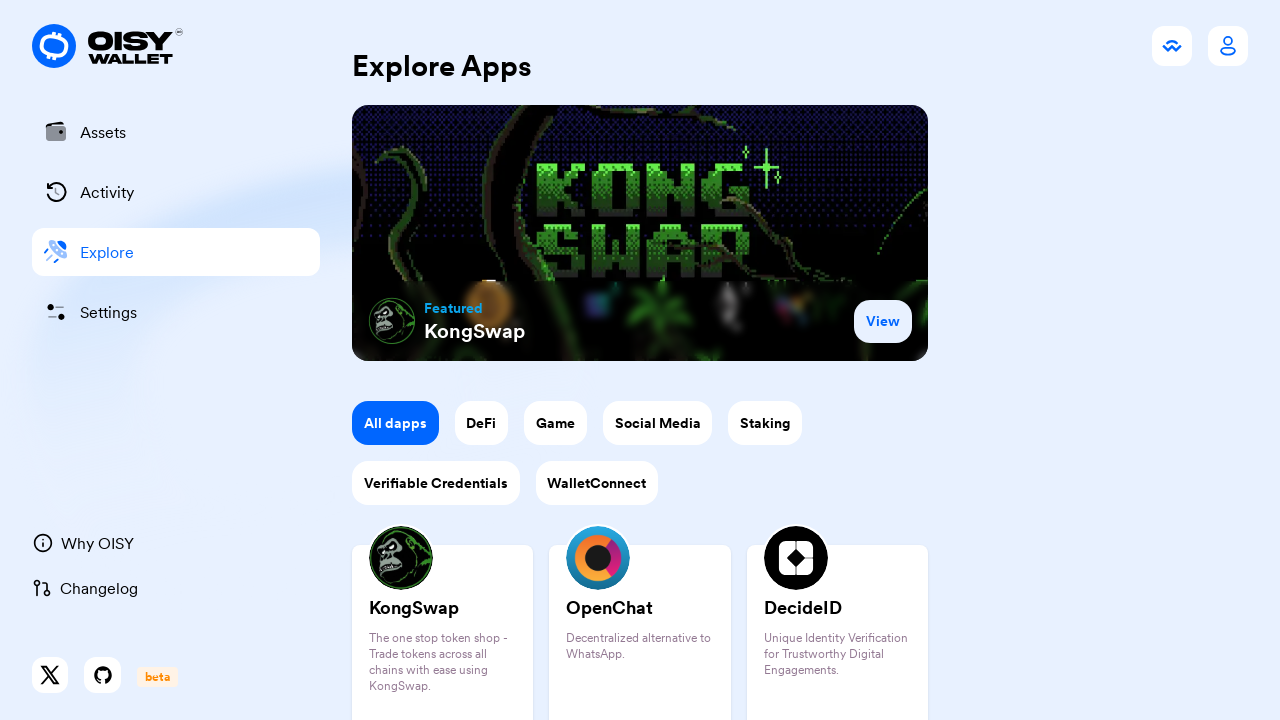 OISY
WALLET
Assets
Activity
Explore
Settings
Why OISY
Changelog
beta
Explore Apps
KONG
SWAP
Featured
KongSwap
View
All dapps
DeFi
Game
Social Media
Staking
Verifiable Credentials
WalletConnect
KongSwap
The one stop token shop -
Trade tokens across all
chains with ease using
KongSwap.
OpenChat
Decentralized alternative to
WhatsApp.
DecideID
Unique Identity Verification
for Trustworthy Digital
Engagements.